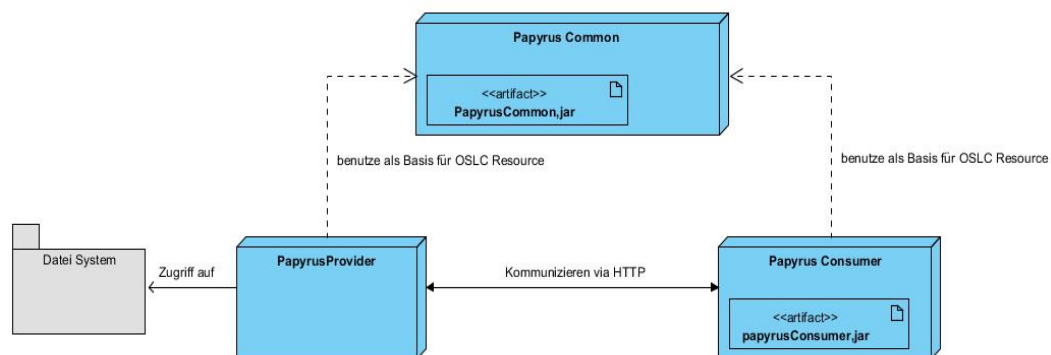 Papyrus Common
<<artifact>>
PapyrusCommon,jar
benutze als Basis für OSLC Resource
benutze als Basis für OSLC Resource
Datei System
Zugriff auf
PapyrusProvider
Kommunizieren via HTTP
Papyrus Consumer
<<artifact>>
papyrusConsumer,jar